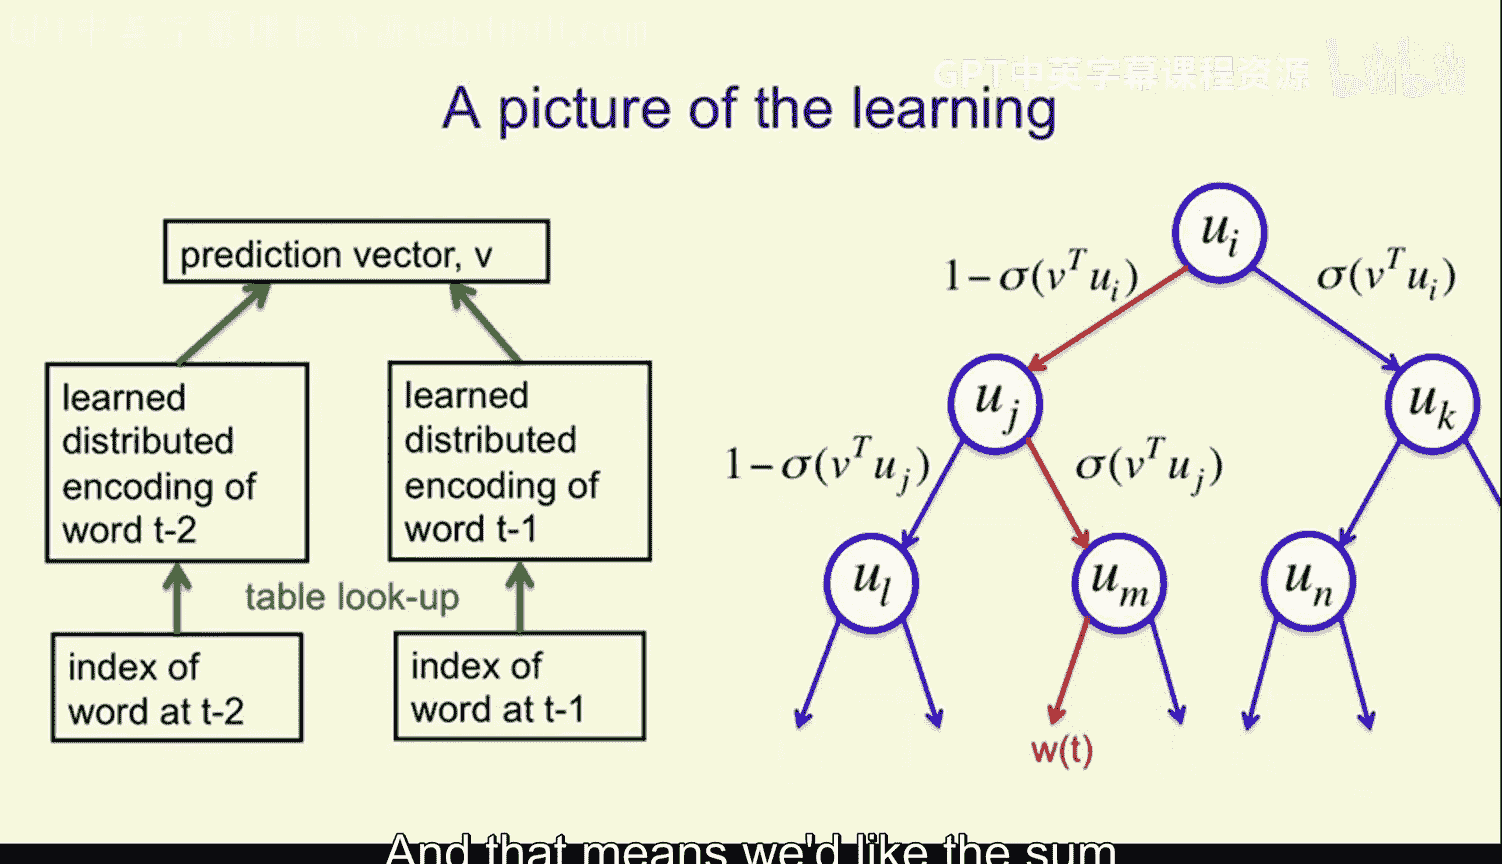 GPT中英字幕课程资源
A picture of the learning
prediction vector, v
learned
distributed
encoding of
word t-2
learned
distributed
encoding of
word t-1
table look-up
index of
word at t-2
index of
word at t-1
u_i
1-σ(v^T u_i)
σ(v^T u_i)
u_j
u_k
1-σ(v^T u_j)
σ(v^T u_j)
u_l
u_m
u_n
w(t)
And that means we'd like the sum